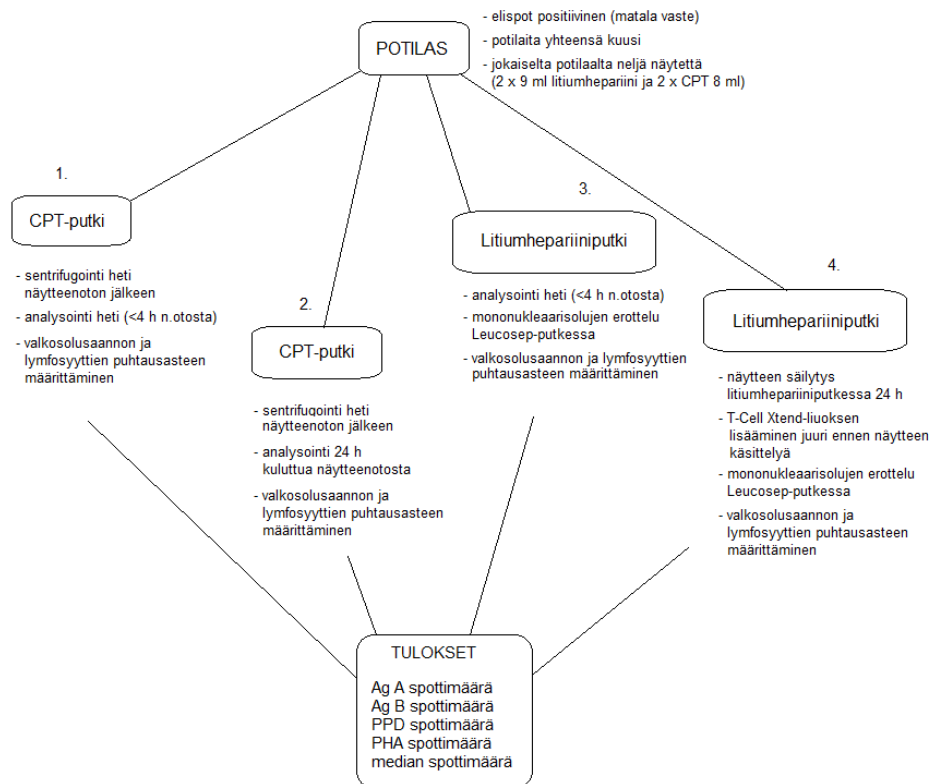 POTILAS
- elispot positiivinen (matala vaste)
- potilaita yhteensä kuusi
- jokaiselta potilaalta neljä näytettä
(2 x 9 ml litiumhepariini ja 2 x CPT 8 ml)
1.
CPT-putki
- sentrifugointi heti
näytteenoton jälkeen
- analysointi heti (<4 h n.otosta)
- valkosolusaannon ja
lymfosyyttien puhtausasteen
määrittäminen
2.
CPT-putki
- sentrifugointi heti
näytteenoton jälkeen
- analysointi 24 h
kuluttua näytteenotosta
- valkosolusaannon ja
lymfosyyttien puhtausasteen
määrittäminen
3.
Litiumhepariiniputki
- analysointi heti (<4 h n.otosta)
- mononukleaarisolujen erottelu
Leucosep-putkessa
- valkosolusaannon ja lymfosyyttien
puhtausasteen määrittäminen
4.
Litiumhepariiniputki
- näytteen säilytys
litiumhepariiniputkessa 24 h
- T-Cell Xtend-liuoksen
lisääminen juuri ennen näytteen
käsittelyä
- mononukleaarisolujen erottelu
Leucosep-putkessa
- valkosolusaannon ja
lymfosyyttien puhtausasteen
määrittäminen
TULOKSET
Ag A spottimäärä
Ag B spottimäärä
PPD spottimäärä
PHA spottimäärä
median spottimäärä